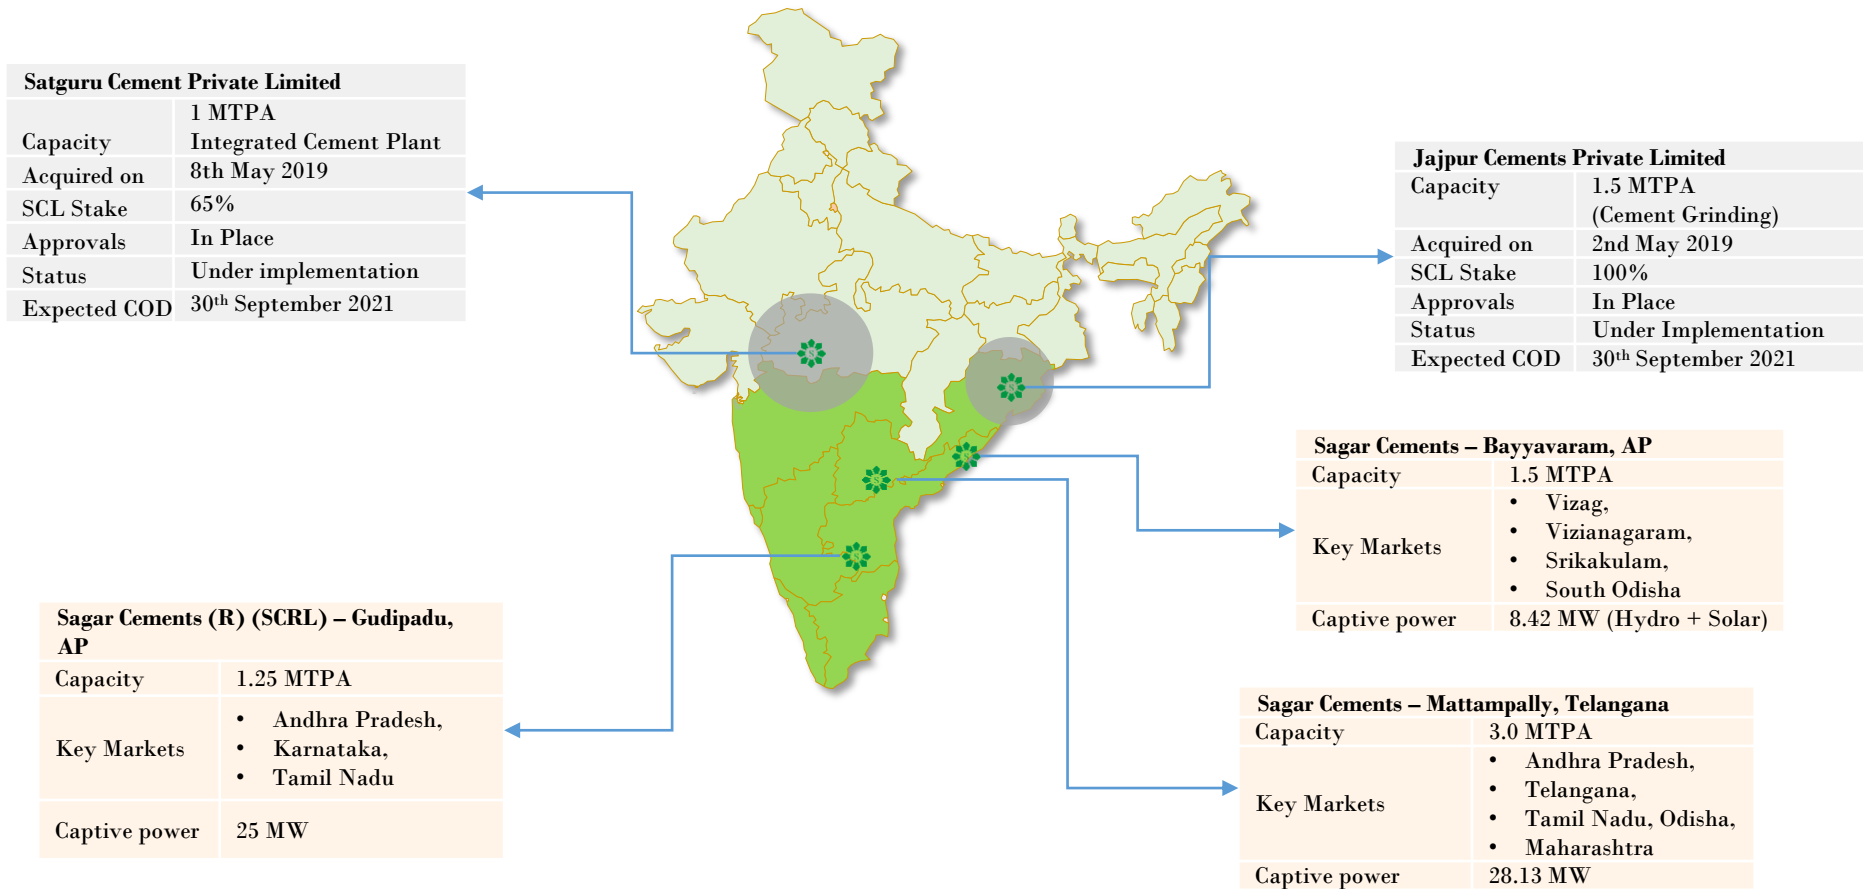 Satguru Cement Private Limited
Capacity 1 MTPA
Integrated Cement Plant
Acquired on 8th May 2019
SCL Stake 65%
Approvals In Place
Status Under implementation
Expected COD 30th September 2021
Jajpur Cements Private Limited
Capacity 1.5 MTPA
(Cement Grinding)
Acquired on 2nd May 2019
SCL Stake 100%
Approvals In Place
Status Under Implementation
Expected COD 30th September 2021
Sagar Cements – Bayyavaram, AP
Capacity 1.5 MTPA
Key Markets
• Vizag,
• Vizianagaram,
• Srikakulam,
• South Odisha
Captive power 8.42 MW (Hydro + Solar)
Sagar Cements (R) (SCRL) – Gudipadu,
AP
Capacity 1.25 MTPA
Key Markets
• Andhra Pradesh,
• Karnataka,
• Tamil Nadu
Captive power 25 MW
Sagar Cements – Mattampally, Telangana
Capacity 3.0 MTPA
Key Markets
• Andhra Pradesh,
• Telangana,
• Tamil Nadu, Odisha,
• Maharashtra
Captive power 28.13 MW
S
S
S
S
S